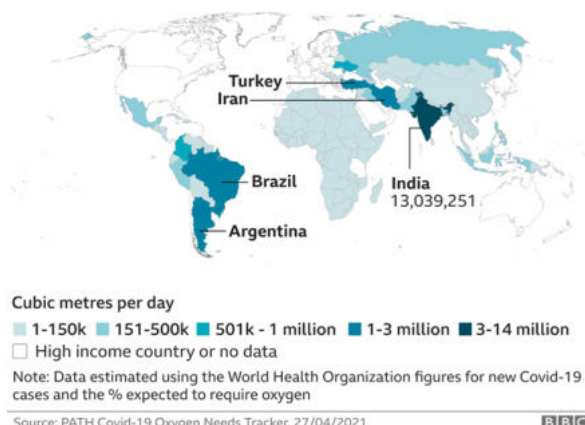 Turkey
Iran
Brazil
India
13,039,251
Argentina
Cubic metres per day
1-150k 151-500k 501k - 1 million 1-3 million 3-14 million
High income country or no data
Note: Data estimated using the World Health Organization figures for new Covid-19
cases and the % expected to require oxygen
Source: PATH Covid-19 Oxygen Needs Tracker, 27/04/2021
BBC